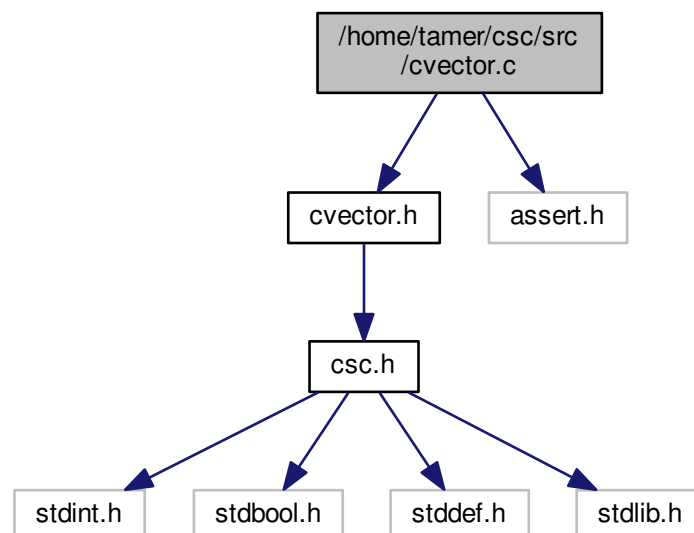 /home/tamer/csc/src
/cvector.c
cvector.h
assert.h
csc.h
stdint.h
stdbool.h
stddef.h
stdlib.h